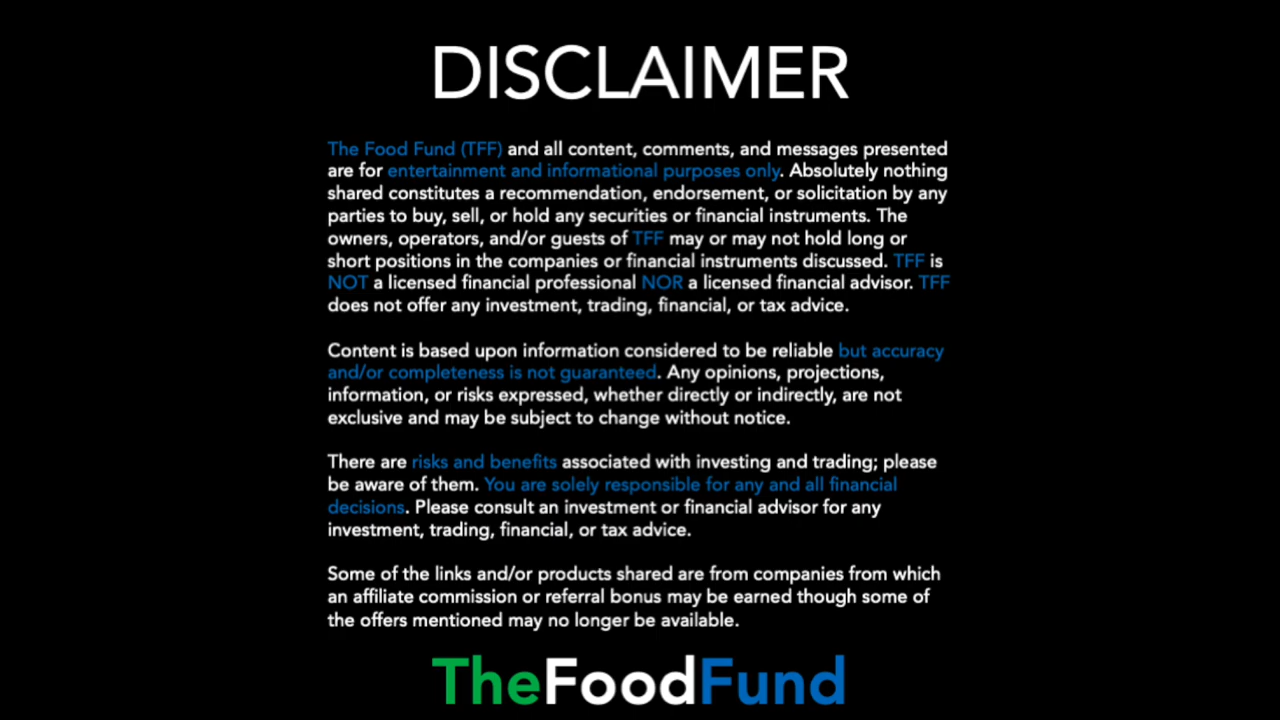 DISCLAIMER
The Food Fund (TFF) and all content, comments, and messages presented
are for entertainment and informational purposes only. Absolutely nothing
shared constitutes a recommendation, endorsement, or solicitation by any
parties to buy, sell, or hold any securities or financial instruments. The
owners, operators, and/or guests of TFF may or may not hold long or
short positions in the companies or financial instruments discussed. TFF is
NOT a licensed financial professional NOR a licensed financial advisor. TFF
does not offer any investment, trading, financial, or tax advice.
Content is based upon information considered to be reliable but accuracy
and/or completeness is not guaranteed. Any opinions, projections,
information, or risks expressed, whether directly or indirectly, are not
exclusive and may be subject to change without notice.
There are risks and benefits associated with investing and trading; please
be aware of them. You are solely responsible for any and all financial
decisions. Please consult an investment or financial advisor for any
investment, trading, financial, or tax advice.
Some of the links and/or products shared are from companies from which
an affiliate commission or referral bonus may be earned though some of
the offers mentioned may no longer be available.
TheFoodFund